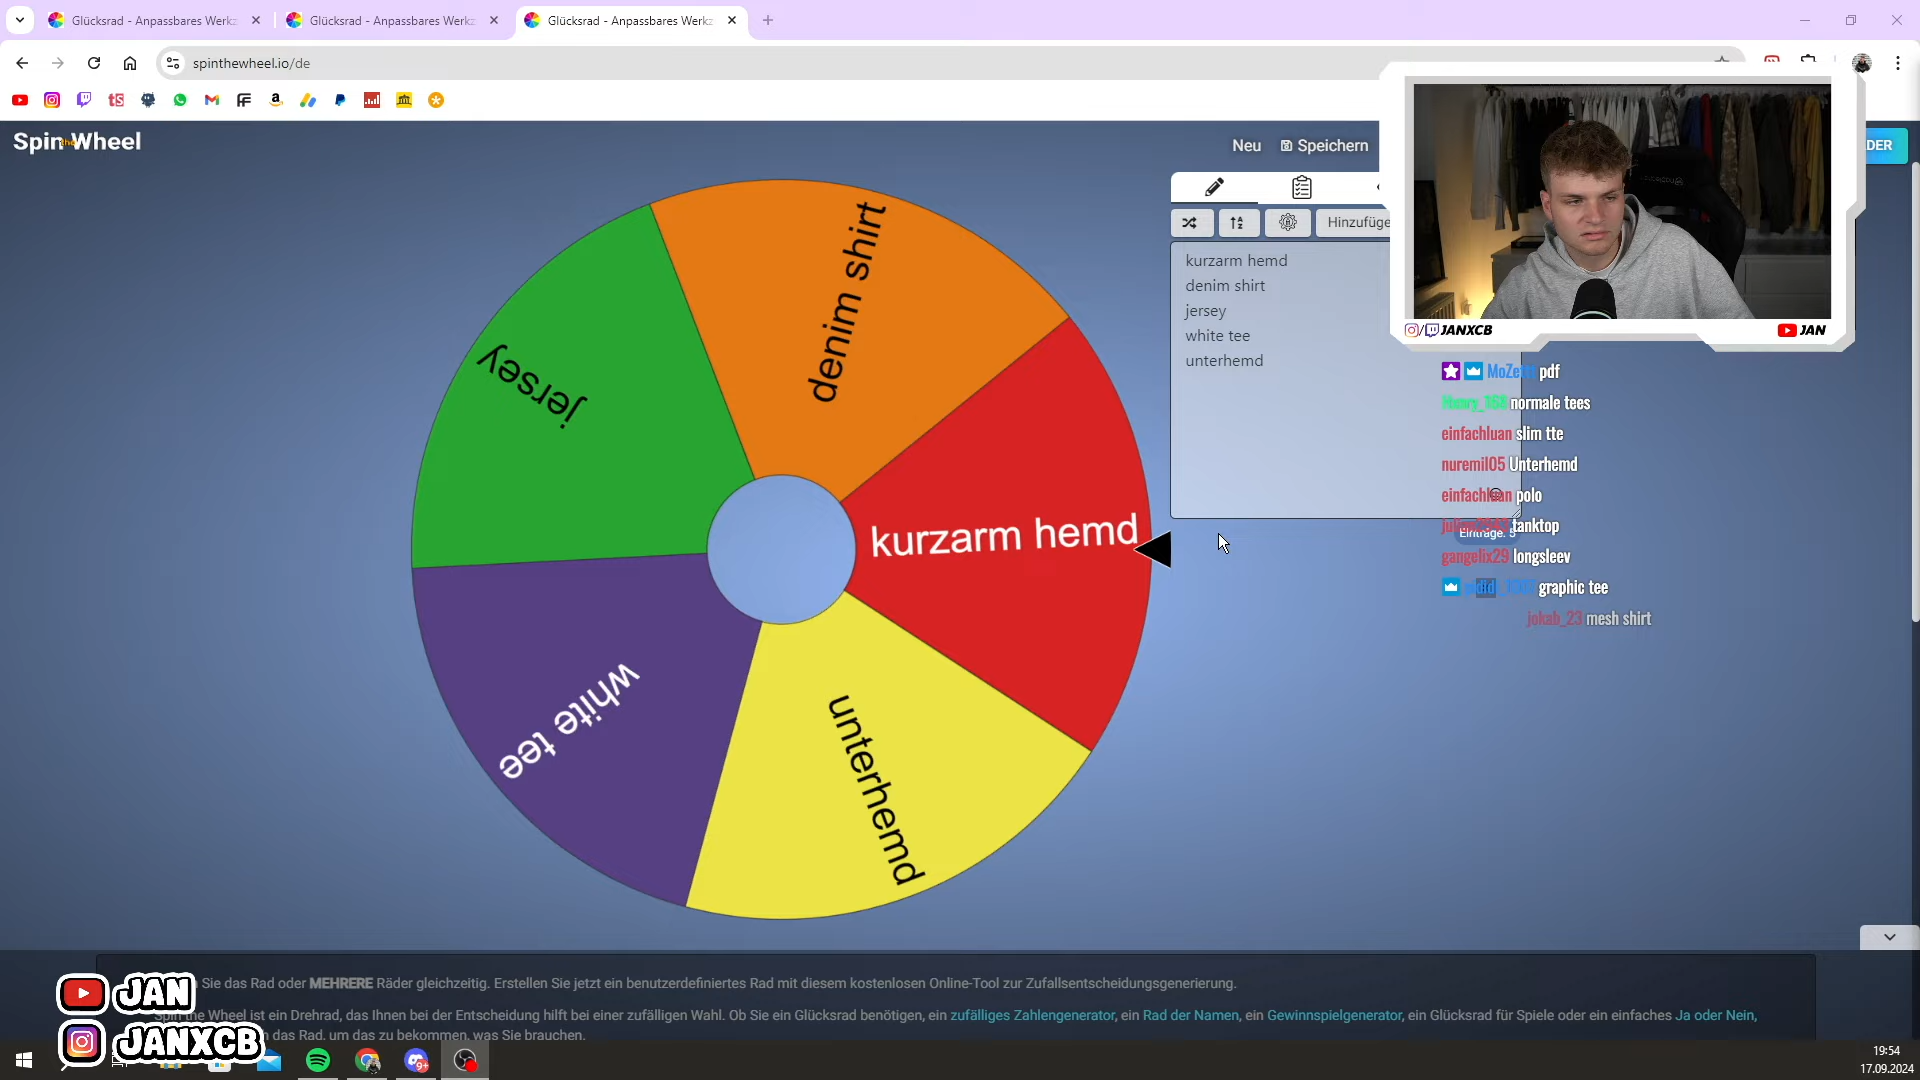 Glücksrad - Anpassbares Werkz
Glücksrad - Anpassbares Werkz
Glücksrad - Anpassbares Werkz
spinthewheel.io/de
Spin the Wheel
Neu
Speichern
DER
Hinzufüge
kurzarm hemd
denim shirt
jersey
white tee
unterhemd
denim shirt
jersey
kurzarm hemd
white tee
unterhemd
JANXCB
JAN
pdf
normale tees
einfachluan slim tte
nuremil05 Unterhemd
einfachluan polo
tanktop
Einträge: 5
gangelix29 longsleev
graphic tee
jokab_23 mesh shirt
Sie das Rad oder MEHRERE Räder gleichzeitig. Erstellen Sie jetzt ein benutzerdefiniertes Rad mit diesem kostenlosen Online-Tool zur Zufallsentscheidungsgenerierung.
Spin the Wheel ist ein Drehrad, das Ihnen bei der Entscheidung hilft bei einer zufälligen Wahl. Ob Sie ein Glücksrad benötigen, ein zufälliges Zahlengenerator, ein Rad der Namen, ein Gewinnspielgenerator, ein Glücksrad für Spiele oder ein einfaches Ja oder Nein,
das Rad, um das zu bekommen, was Sie brauchen.
JAN
JANXCB
19:54
17.09.2024